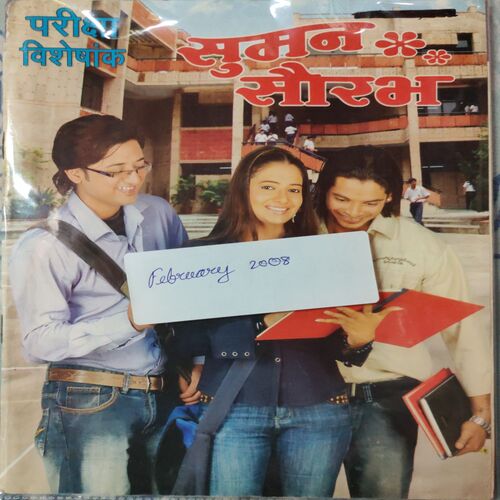 परीक्षा
विशेषांक
सुमन
सौरभ
February 2008